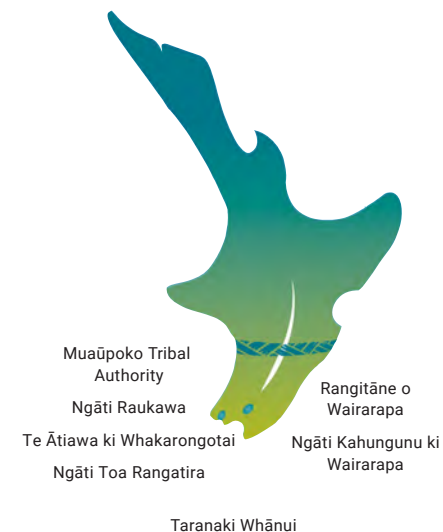 Muaūpoko Tribal
Authority
Ngāti Raukawa
Te Ātiawa ki Whakarongotai
Ngāti Toa Rangatira
Rangitāne o
Wairarapa
Ngāti Kahungunu ki
Wairarapa
Taranaki Whānui